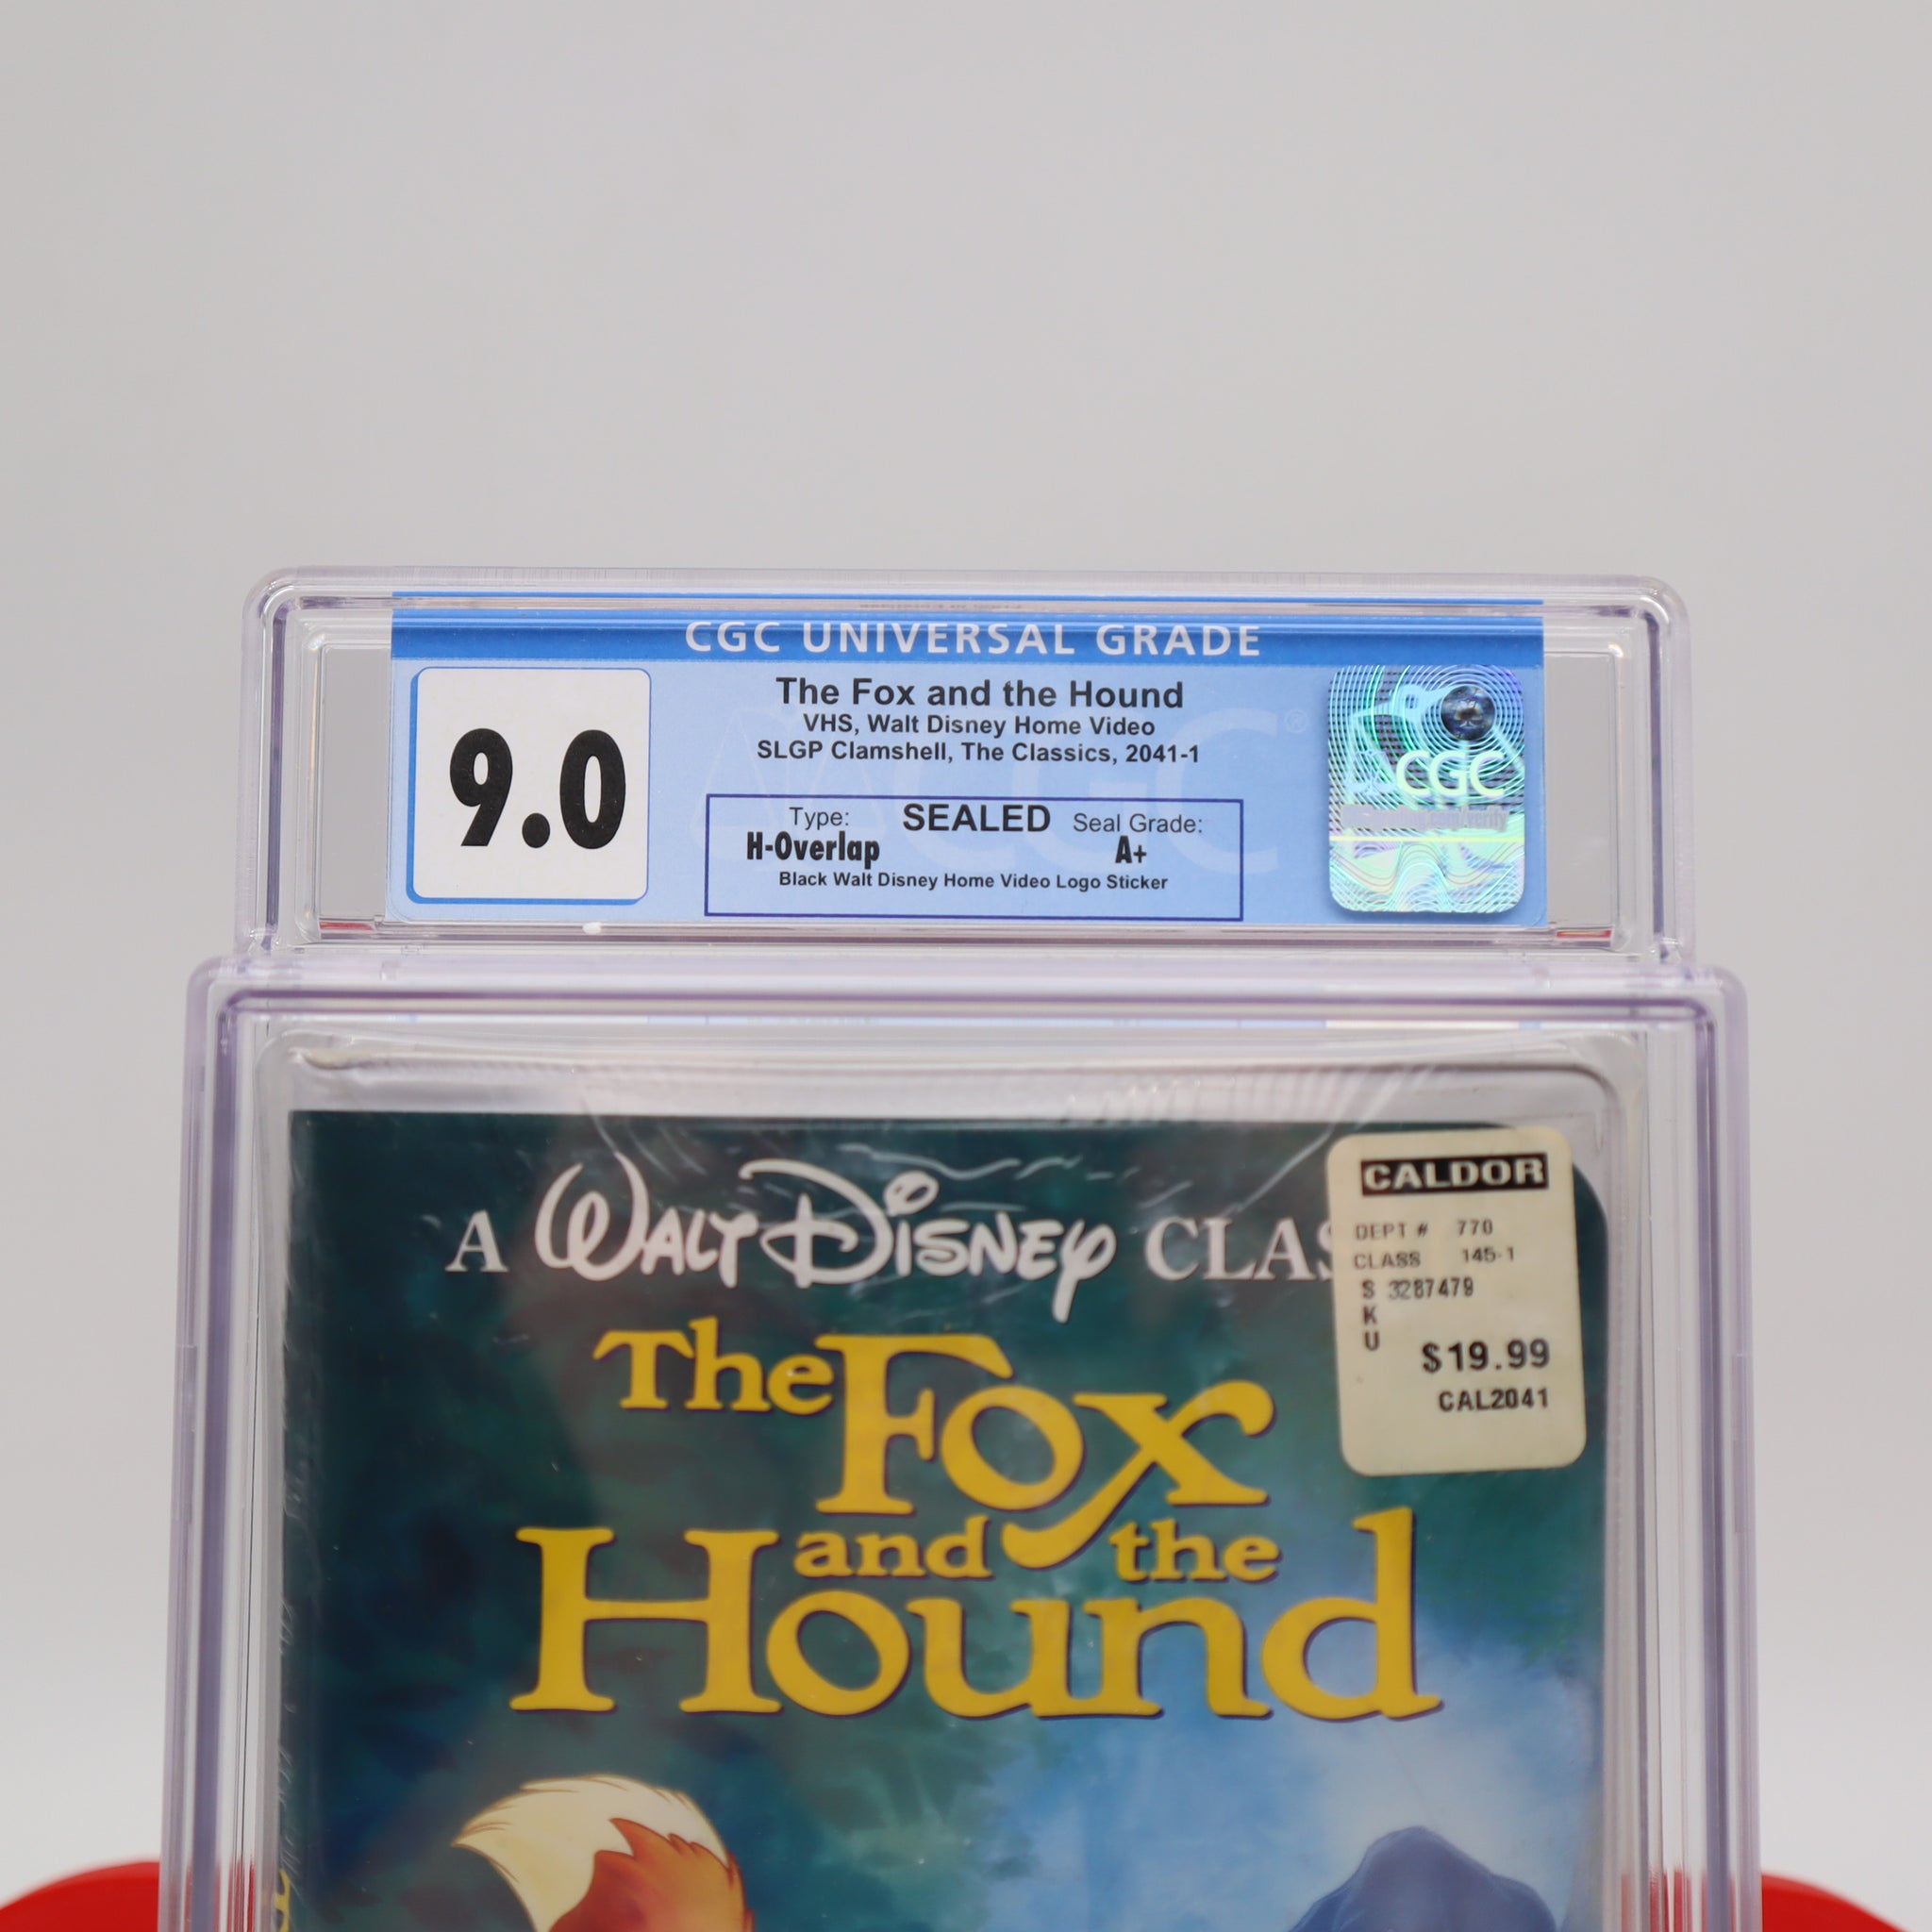 CGC UNIVERSAL GRADE
9.0
The Fox and the Hound
VHS, Walt Disney Home Video
SLGP Clamshell, The Classics, 2041-1
Type: SEALED Seal Grade:
H-Overlap A+
Black Walt Disney Home Video Logo Sticker
CGC
CALDOR
DEPT # 770
CLASS 145-1
SKU 3287479
$19.99
CAL2041
A WALT DISNEY CLAS
The Fox
and the
Hound